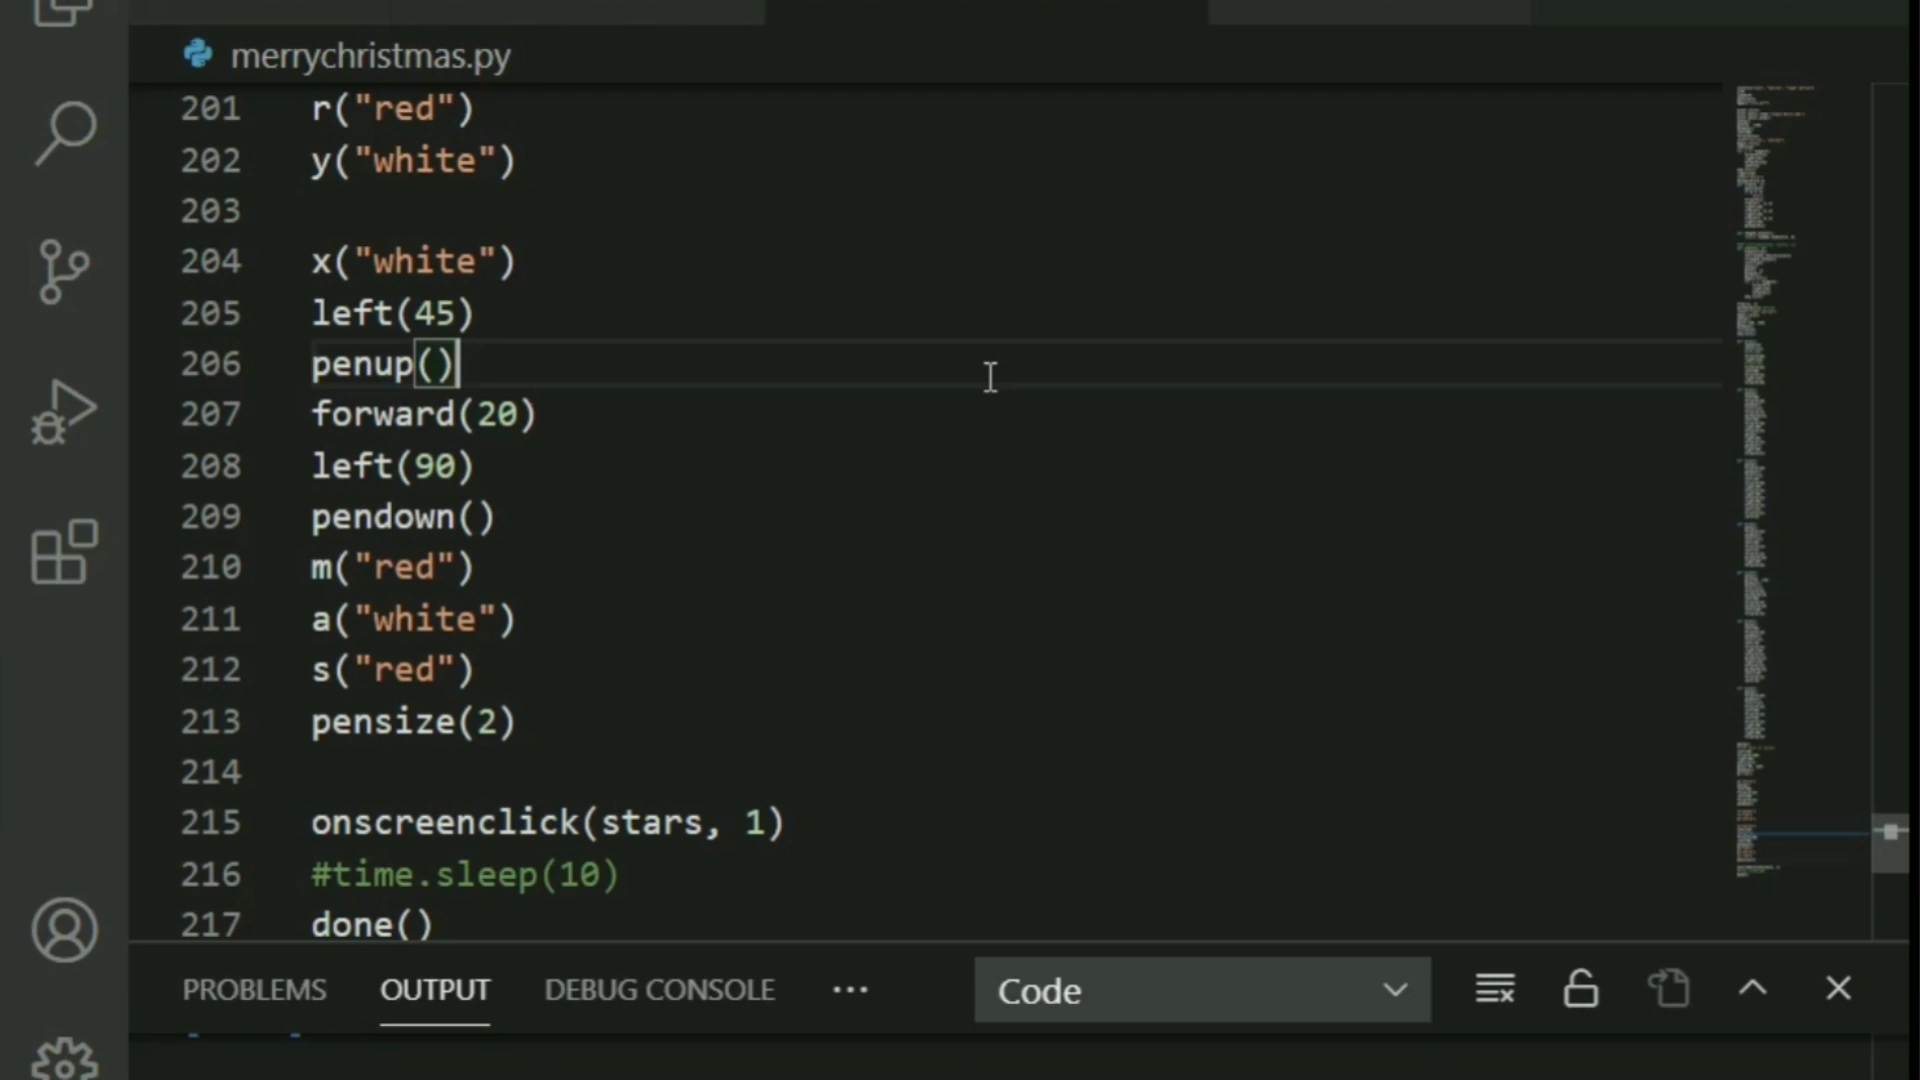 merrychristmas.py
201 r("red")
202 y("white")
203
204 x("white")
205 left(45)
206 penup()
207 forward(20)
208 left(90)
209 pendown()
210 m("red")
211 a("white")
212 s("red")
213 pensize(2)
214
215 onscreenclick(stars, 1)
216 #time.sleep(10)
217 done()
PROBLEMS OUTPUT DEBUG CONSOLE ··· Code